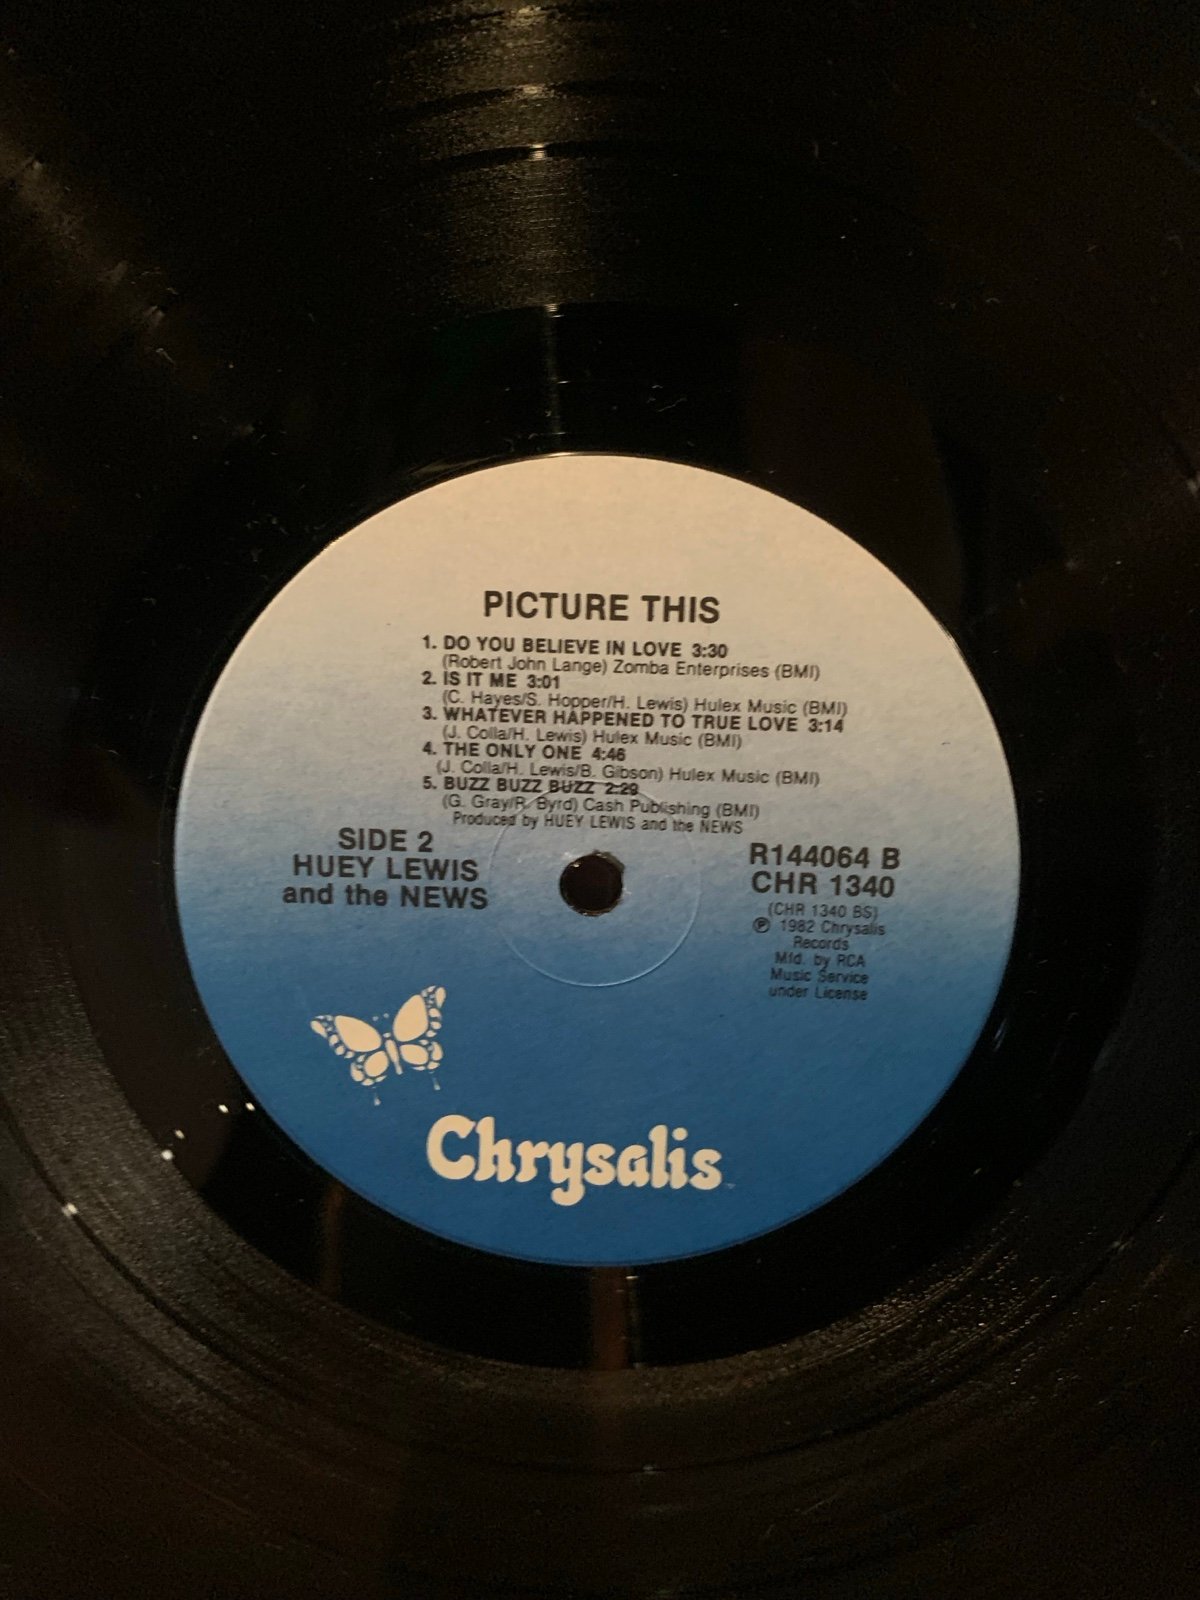 PICTURE THIS
1. DO YOU BELIEVE IN LOVE 3:30
(Robert John Lange) Zomba Enterprises (BMI)
2. IS IT ME 3:01
(C. Hayes/S. Hopper/H. Lewis) Hulex Music (BMI)
3. WHATEVER HAPPENED TO TRUE LOVE 3:14
(J. Colla/H. Lewis) Hulex Music (BMI)
4. THE ONLY ONE 4:46
(J. Colla/H. Lewis/B. Gibson) Hulex Music (BMI)
5. BUZZ BUZZ BUZZ 2:29
(G. Gray/R. Byrd) Cash Publishing (BMI)
Produced by HUEY LEWIS and the NEWS
SIDE 2
HUEY LEWIS
and the NEWS
R144064 B
CHR 1340
(CHR 1340 BS)
℗ 1982 Chrysalis
Records
Mfd. by RCA
Music Service
under License
Chrysalis